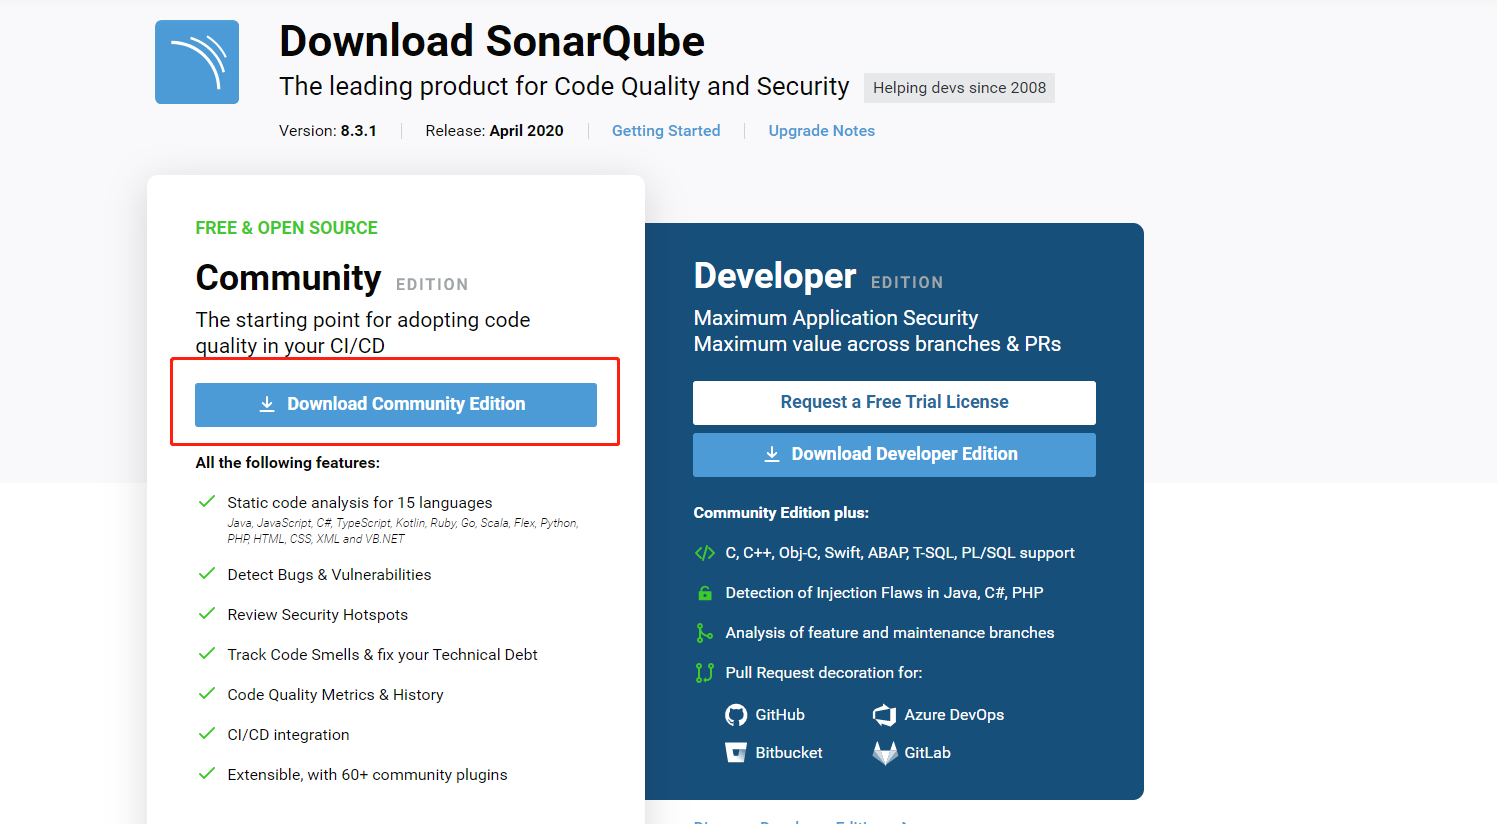 Download SonarQube
The leading product for Code Quality and Security Helping devs since 2008
Version: 8.3.1 Release: April 2020 Getting Started Upgrade Notes
FREE & OPEN SOURCE
Community EDITION
The starting point for adopting code
quality in your CI/CD
Download Community Edition
All the following features:
Static code analysis for 15 languages
Java, JavaScript, C#, TypeScript, Kotlin, Ruby, Go, Scala, Flex, Python,
PHP, HTML, CSS, XML and VB.NET
Detect Bugs & Vulnerabilities
Review Security Hotspots
Track Code Smells & fix your Technical Debt
Code Quality Metrics & History
CI/CD integration
Extensible, with 60+ community plugins
Developer EDITION
Maximum Application Security
Maximum value across branches & PRs
Request a Free Trial License
Download Developer Edition
Community Edition plus:
C, C++, Obj-C, Swift, ABAP, T-SQL, PL/SQL support
Detection of Injection Flaws in Java, C#, PHP
Analysis of feature and maintenance branches
Pull Request decoration for:
GitHub Azure DevOps
Bitbucket GitLab